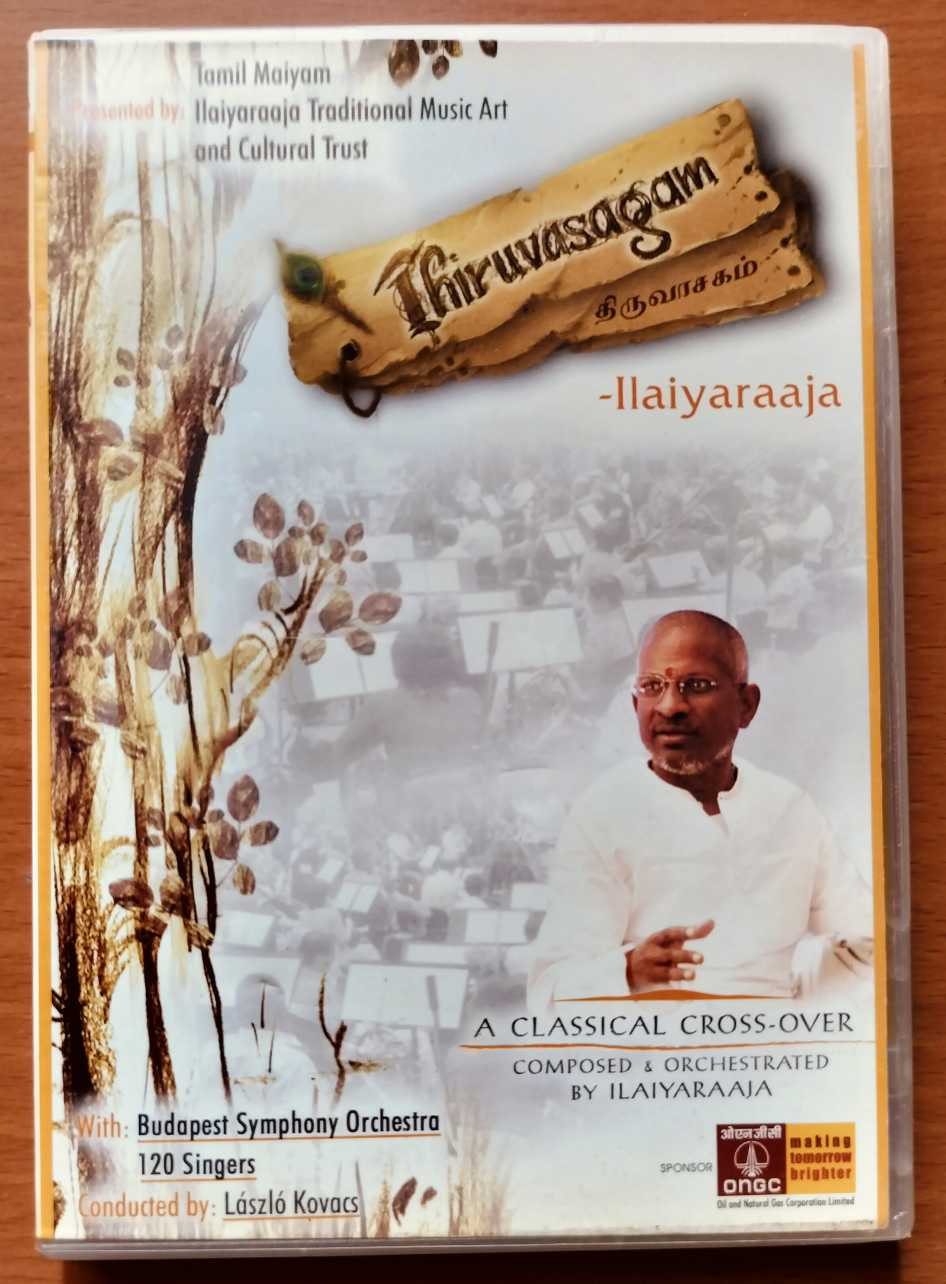 Tamil Maiyam
Presented by: Ilaiyaraaja Traditional Music Art
and Cultural Trust
Thiruvasagam
திருவாசகம்
-Ilaiyaraaja
A CLASSICAL CROSS-OVER
COMPOSED & ORCHESTRATED
BY ILAIYARAAJA
With: Budapest Symphony Orchestra
120 Singers
Conducted by: László Kovacs
SPONSOR
ओएनजीसी
ongc
making
tomorrow
brighter
Oil and Natural Gas Corporation Limited